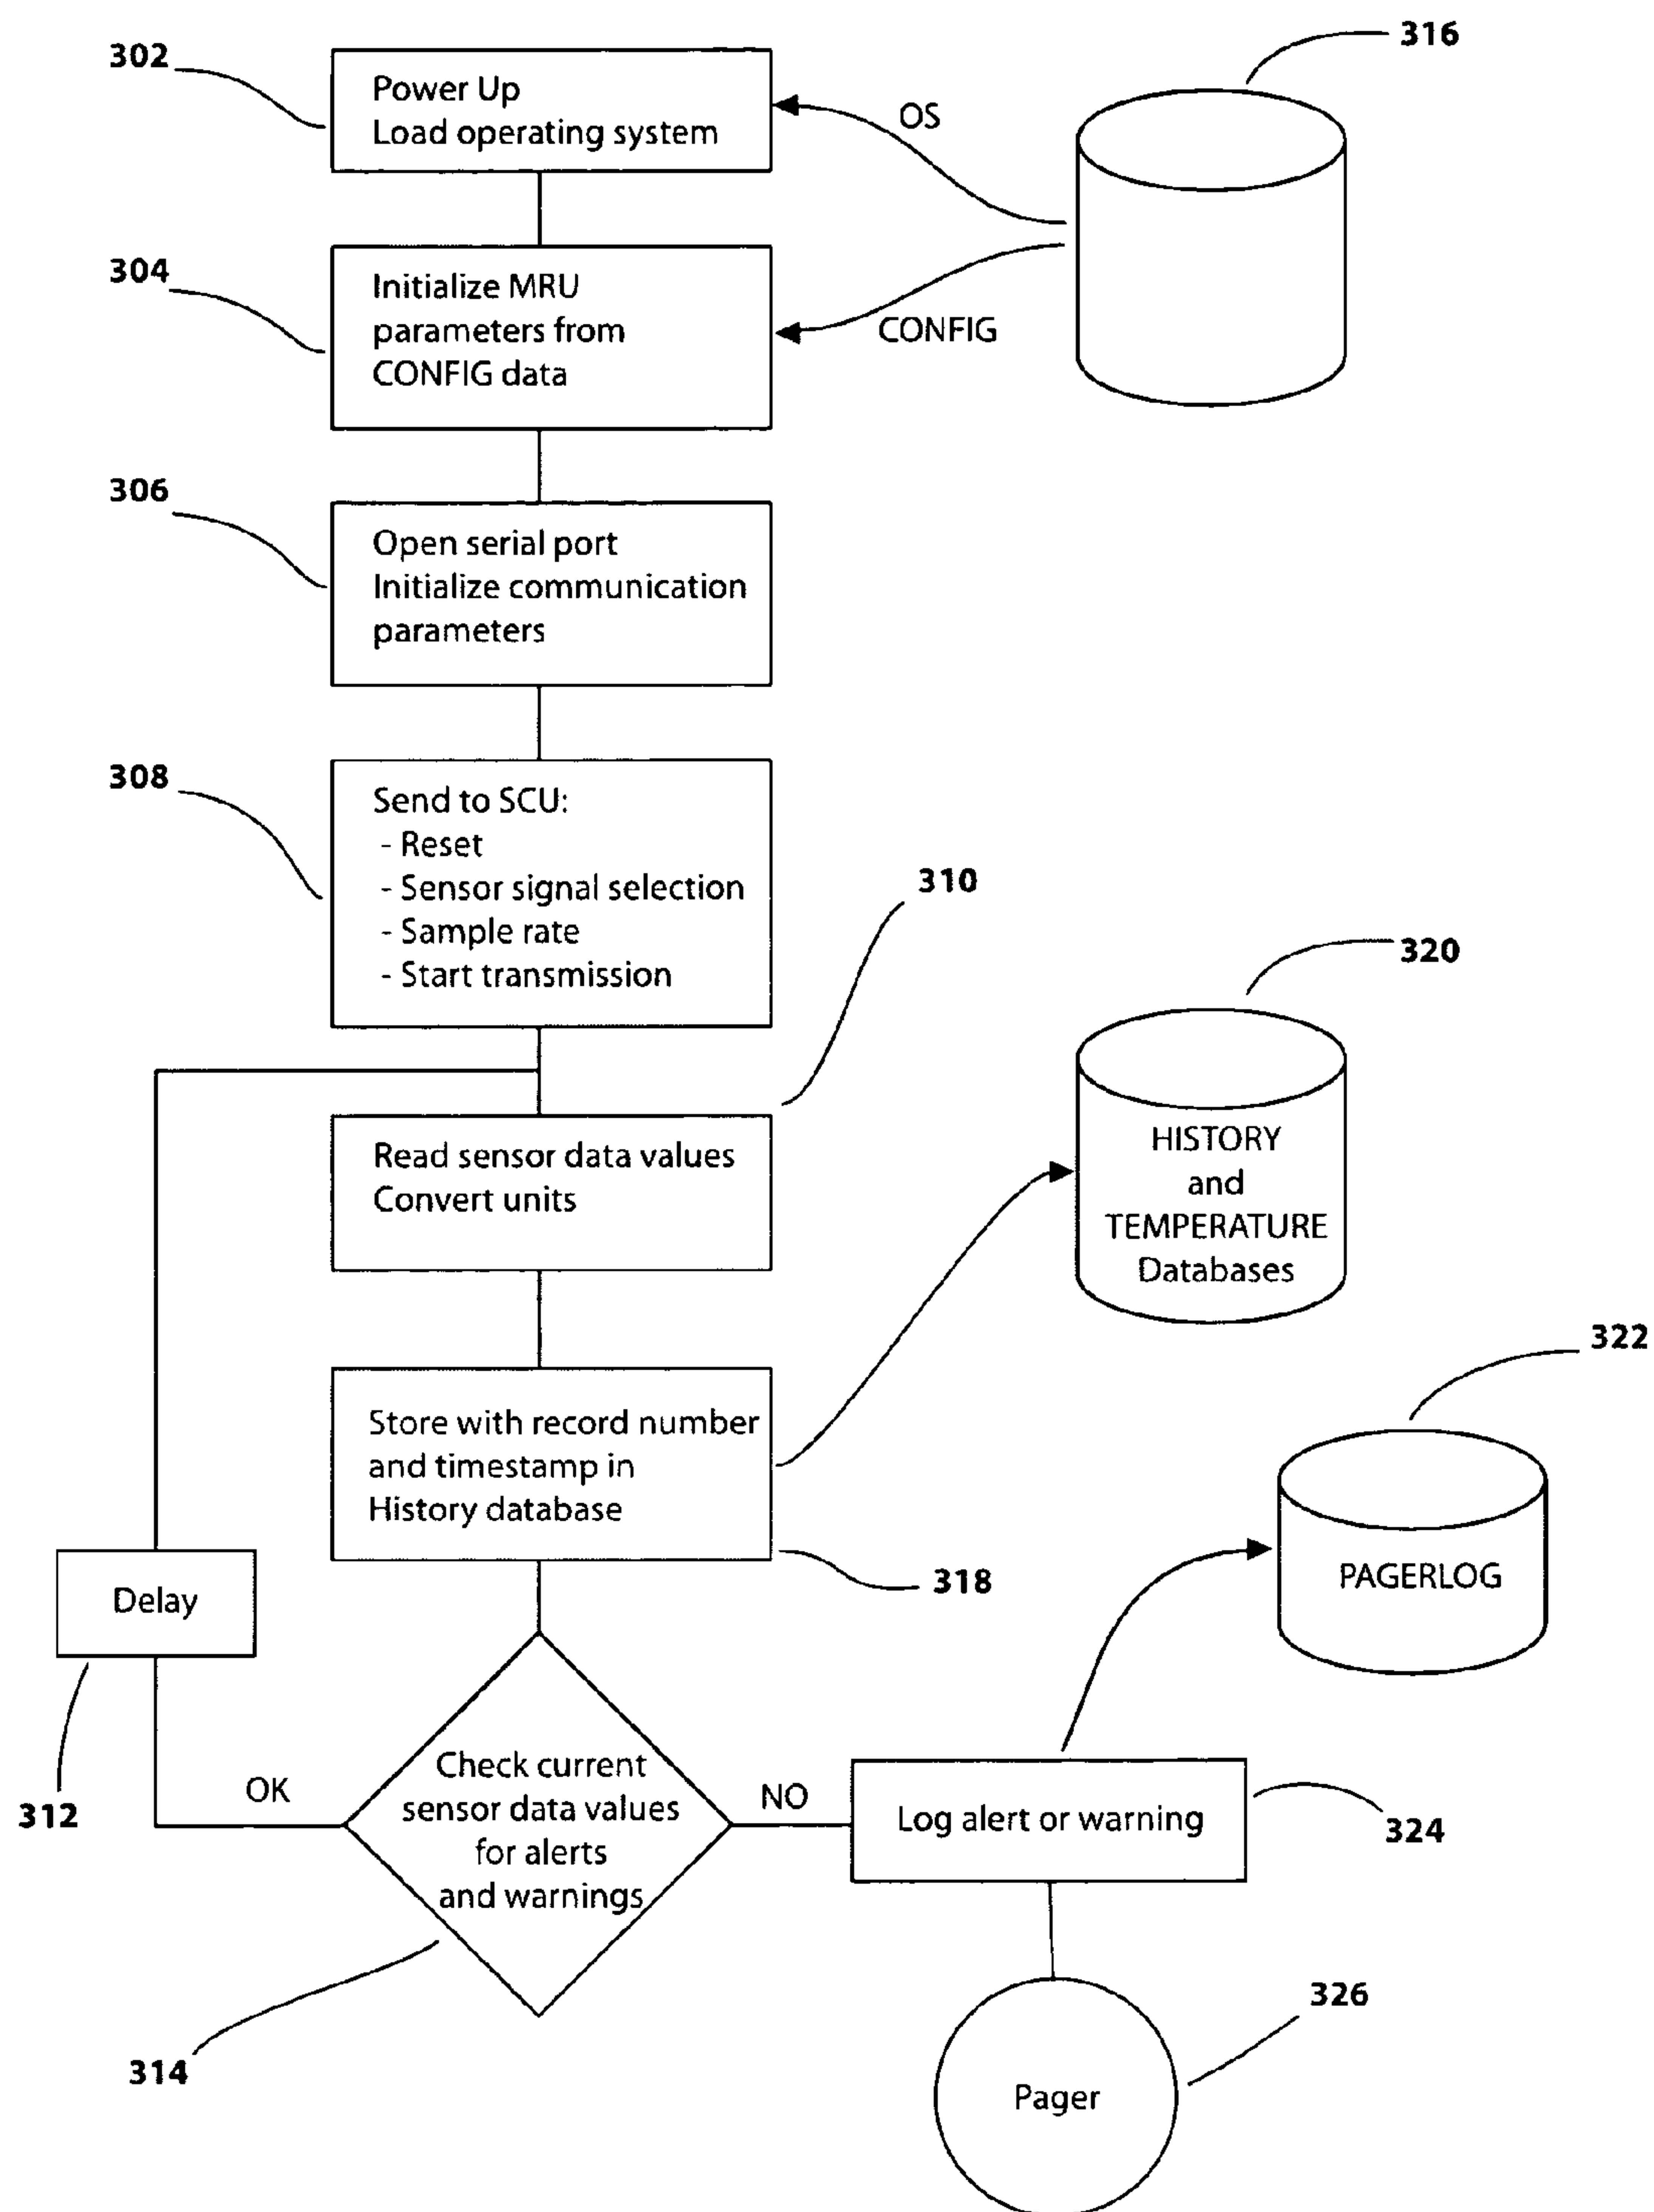 316
302
Power Up
Load operating system
OS
304
Initialize MRU
parameters from
CONFIG data
CONFIG
306
Open serial port
Initialize communication
parameters
308
Send to SCU:
- Reset
- Sensor signal selection
- Sample rate
- Start transmission
310
Read sensor data values
Convert units
320
HISTORY
and
TEMPERATURE
Databases
Store with record number
and timestamp in
History database
318
322
PAGERLOG
Delay
312
OK
Check current
sensor data values
for alerts
and warnings
314
NO
Log alert or warning
324
326
Pager